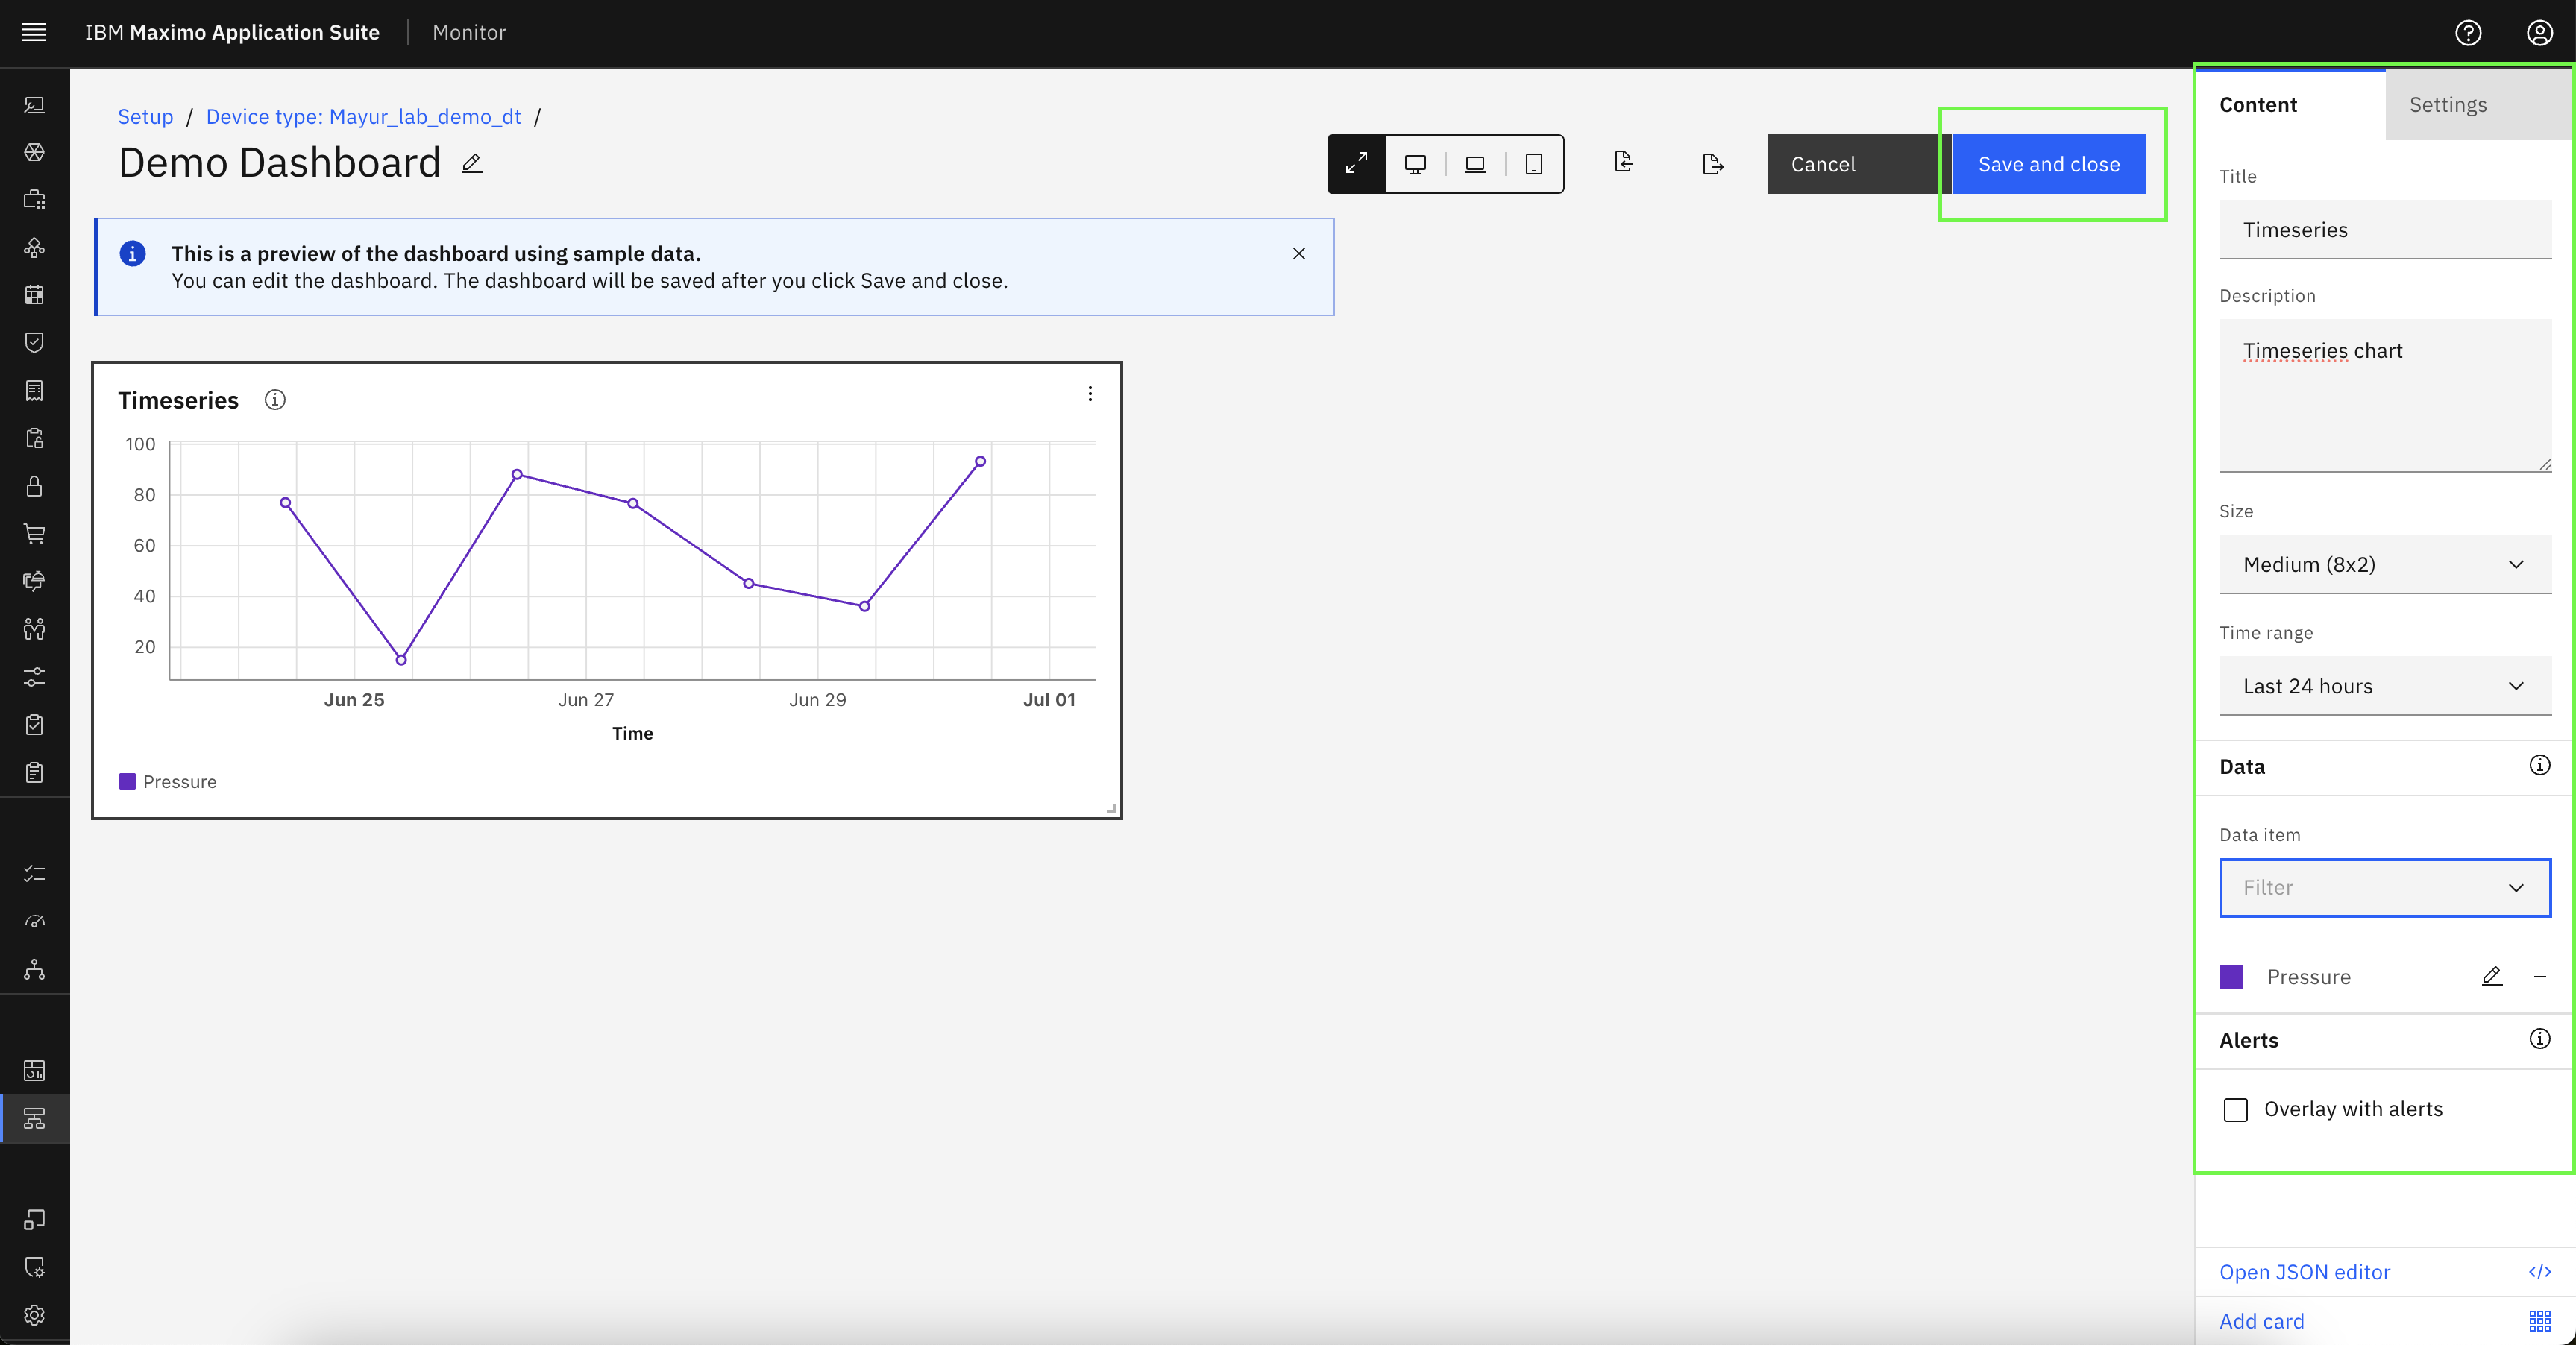 IBM Maximo Application Suite
Monitor
Setup / Device type: Mayur_lab_demo_dt /
Demo Dashboard
Cancel
Save and close
This is a preview of the dashboard using sample data.
You can edit the dashboard. The dashboard will be saved after you click Save and close.
Timeseries
100
80
60
40
20
Jun 25
Jun 27
Jun 29
Jul 01
Time
Pressure
Content
Settings
Title
Timeseries
Description
Timeseries chart
Size
Medium (8x2)
Time range
Last 24 hours
Data
Data item
Filter
Pressure
Alerts
Overlay with alerts
Open JSON editor
Add card